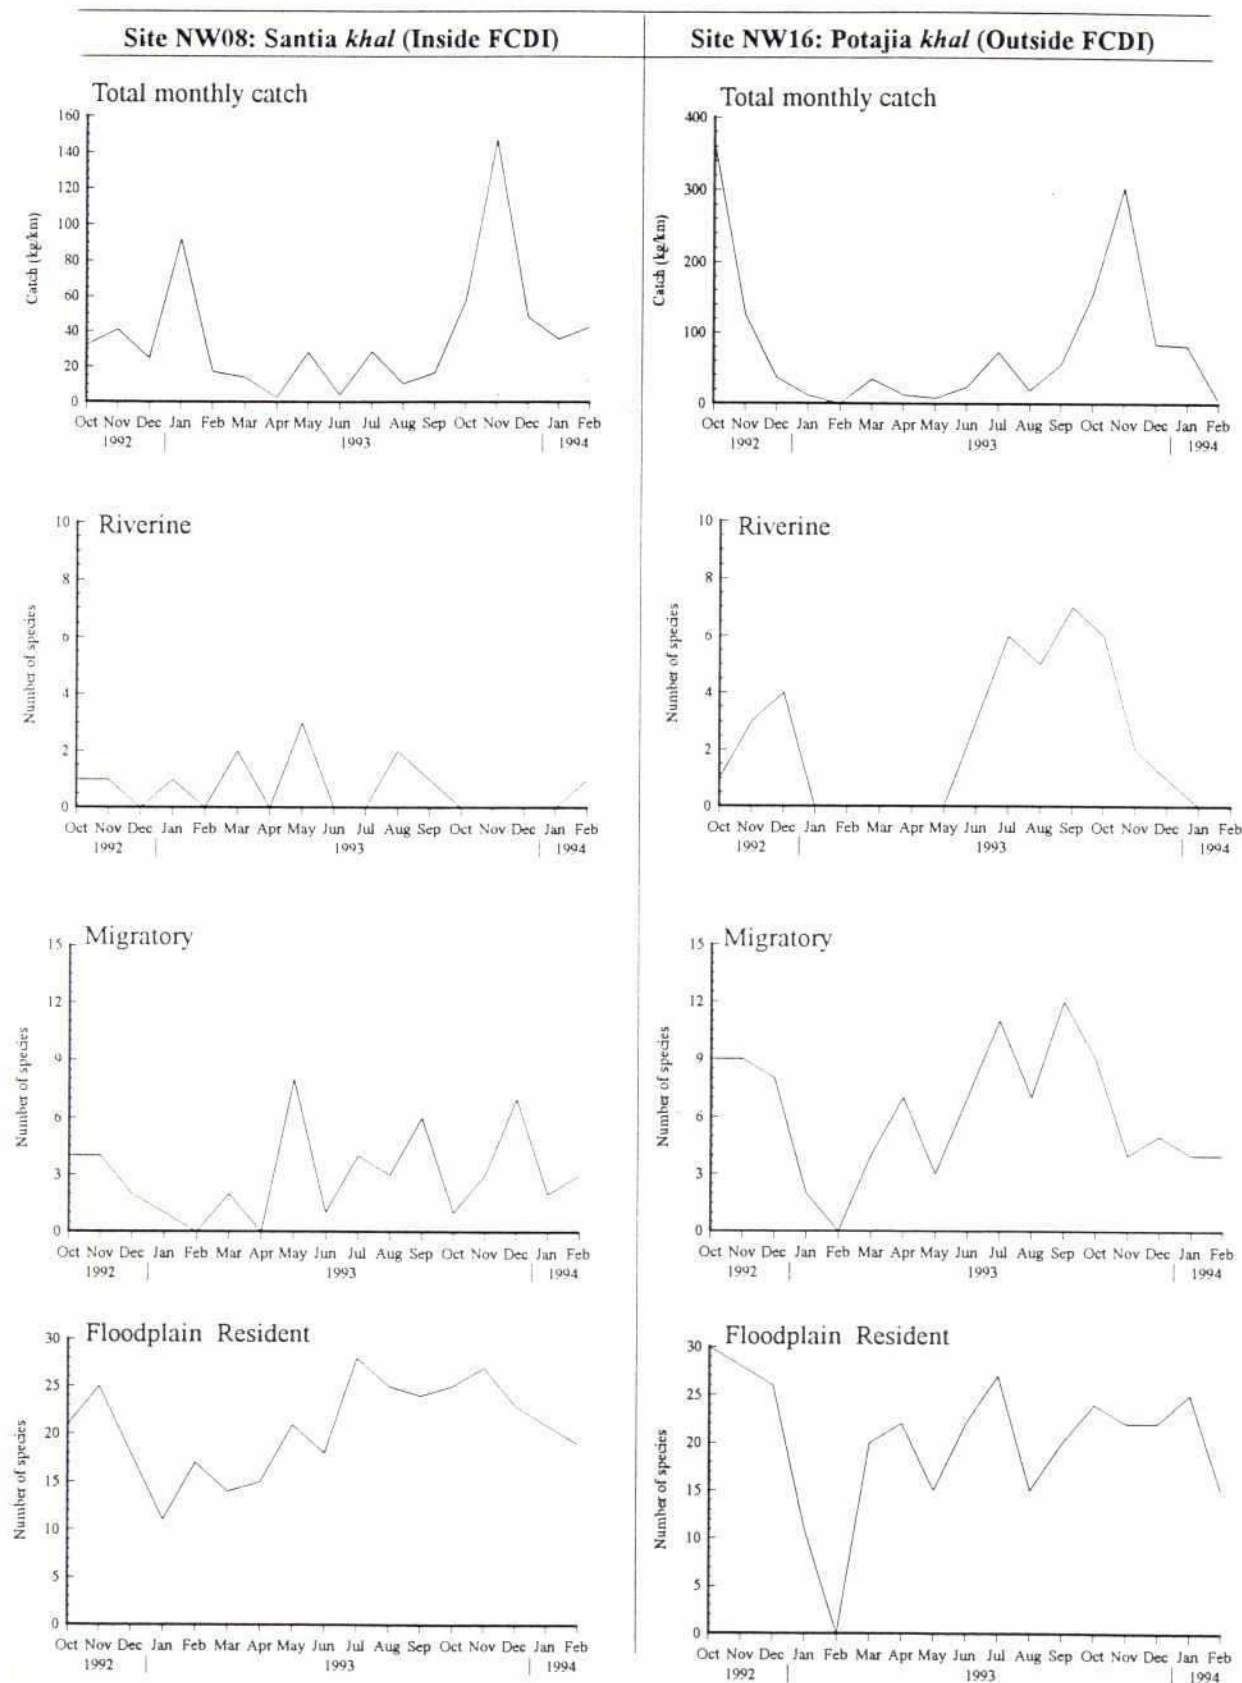 Site NW08: Santia khal (Inside FCDI)
Site NW16: Potajia khal (Outside FCDI)
Total monthly catch
160
140
120
100
80
60
40
20
0
Catch (kg/km)
Oct Nov Dec Jan Feb Mar Apr May Jun Jul Aug Sep Oct Nov Dec Jan Feb
1992 | 1993 | 1994
Total monthly catch
400
300
200
100
0
Catch (kg/km)
Oct Nov Dec Jan Feb Mar Apr May Jun Jul Aug Sep Oct Nov Dec Jan Feb
1992 | 1993 | 1994
Riverine
10
8
6
4
2
0
Number of species
Oct Nov Dec Jan Feb Mar Apr May Jun Jul Aug Sep Oct Nov Dec Jan Feb
1992 | 1993 | 1994
Riverine
10
8
6
4
2
0
Number of species
Oct Nov Dec Jan Feb Mar Apr May Jun Jul Aug Sep Oct Nov Dec Jan Feb
1992 | 1993 | 1994
Migratory
15
12
9
6
3
0
Number of species
Oct Nov Dec Jan Feb Mar Apr May Jun Jul Aug Sep Oct Nov Dec Jan Feb
1992 | 1993 | 1994
Migratory
15
12
9
6
3
0
Number of species
Oct Nov Dec Jan Feb Mar Apr May Jun Jul Aug Sep Oct Nov Dec Jan Feb
1992 | 1993 | 1994
Floodplain Resident
30
25
20
15
10
5
0
Number of species
Oct Nov Dec Jan Feb Mar Apr May Jun Jul Aug Sep Oct Nov Dec Jan Feb
1992 | 1993 | 1994
Floodplain Resident
30
25
20
15
10
5
0
Number of species
Oct Nov Dec Jan Feb Mar Apr May Jun Jul Aug Sep Oct Nov Dec Jan Feb
1992 | 1993 | 1994